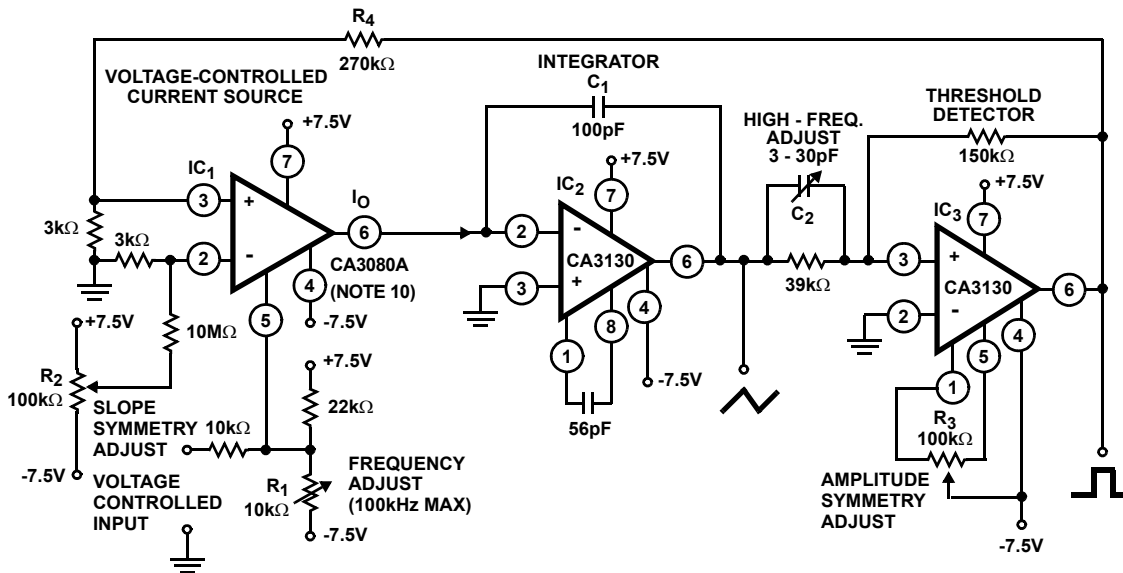 R4
270kΩ
VOLTAGE-CONTROLLED
CURRENT SOURCE
+7.5V
7
IC1
3
+
3kΩ
3kΩ
2
-
IO
6
CA3080A
(NOTE 10)
4
-7.5V
5
+7.5V
R2
100kΩ
-7.5V
10MΩ
SLOPE
SYMMETRY
ADJUST
10kΩ
VOLTAGE
CONTROLLED
INPUT
+7.5V
22kΩ
R1
10kΩ
FREQUENCY
ADJUST
(100kHz MAX)
-7.5V
INTEGRATOR
C1
100pF
+7.5V
7
IC2
2
-
CA3130
3
+
6
4
-7.5V
8
1
56pF
HIGH - FREQ.
ADJUST
3 - 30pF
C2
39kΩ
THRESHOLD
DETECTOR
150kΩ
+7.5V
7
IC3
3
+
CA3130
2
-
6
4
5
1
R3
100kΩ
AMPLITUDE
SYMMETRY
ADJUST
-7.5V